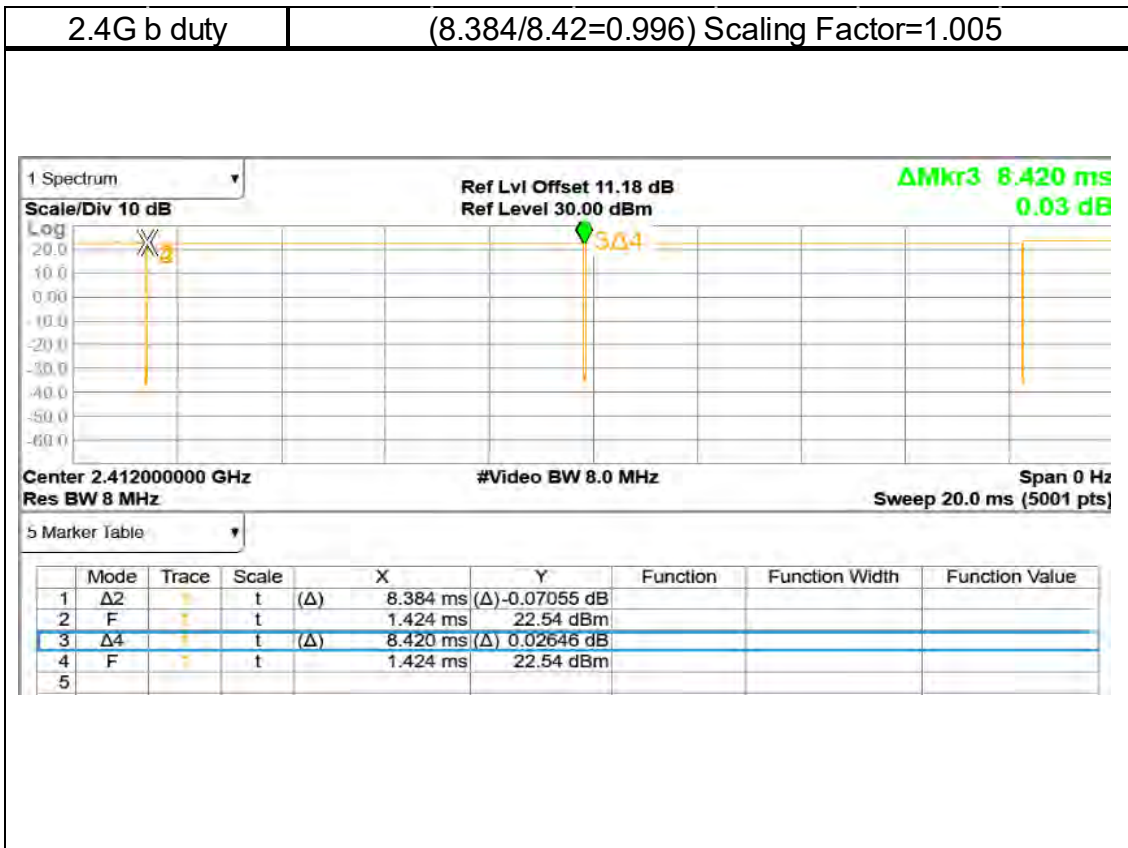 2.4G b duty (8.384/8.42=0.996) Scaling Factor=1.005
1 Spectrum
Ref Lvl Offset 11.18 dB
ΔMkr3 8.420 ms
Scale/Div 10 dB
Ref Level 30.00 dBm
0.03 dB
Log
20.0
10.0
0.00
-10.0
-20.0
-30.0
-40.0
-50.0
-60.0
3Δ4
Center 2.412000000 GHz
#Video BW 8.0 MHz
Span 0 Hz
Res BW 8 MHz
Sweep 20.0 ms (5001 pts)
5 Marker Table
Mode Trace Scale X Y Function Function Width Function Value
1 Δ2 1 t (Δ) 8.384 ms (Δ)-0.07055 dB
2 F 1 t 1.424 ms 22.54 dBm
3 Δ4 1 t (Δ) 8.420 ms (Δ) 0.02646 dB
4 F 1 t 1.424 ms 22.54 dBm
5